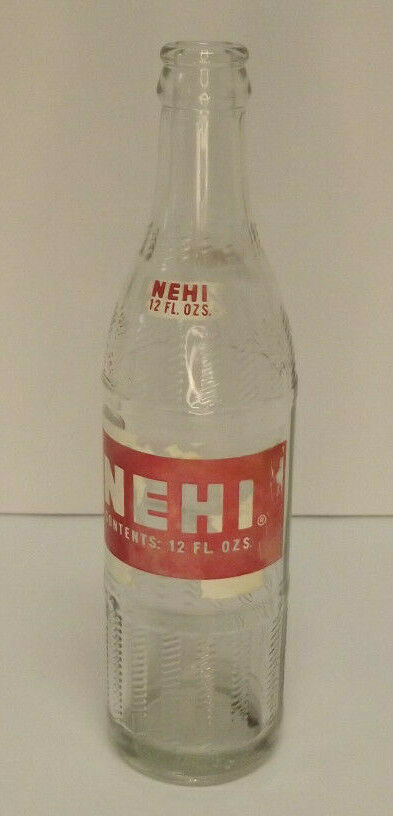 NEHI
12 FL. OZS.
NEHI®
CONTENTS: 12 FL. OZS.